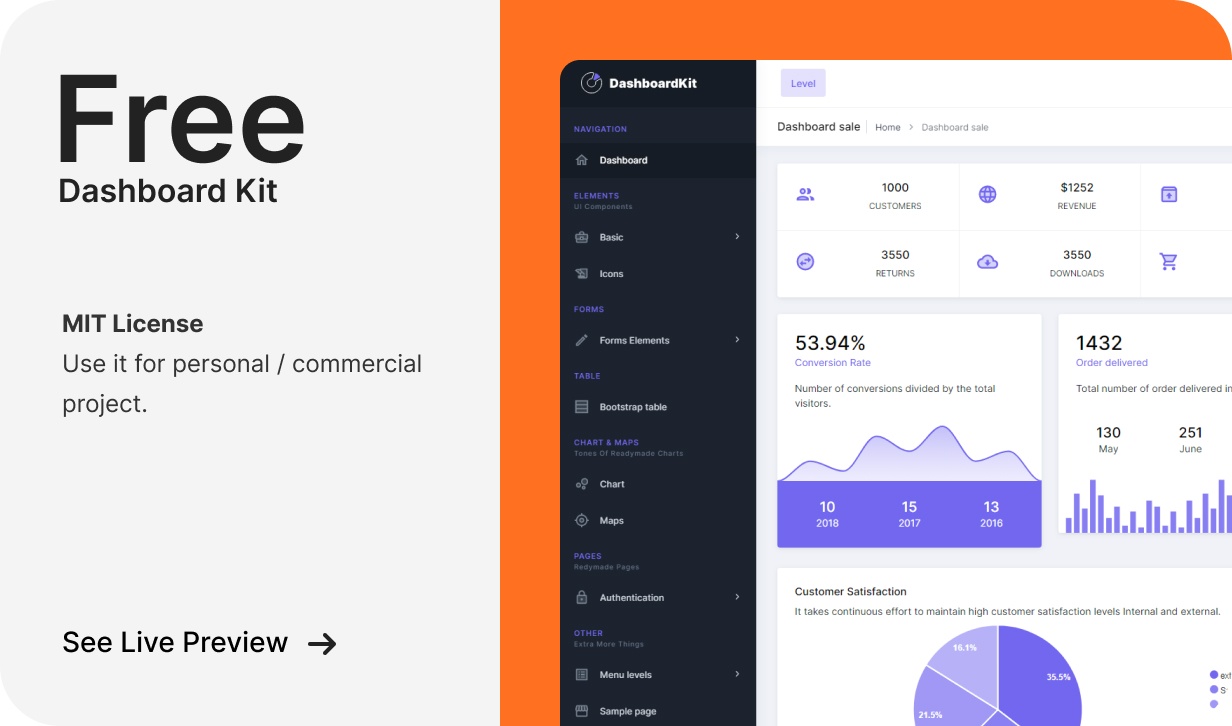 Free
Dashboard Kit
MIT License
Use it for personal / commercial
project.
See Live Preview
DashboardKit
NAVIGATION
Dashboard
ELEMENTS
UI Components
Basic
Icons
FORMS
Forms Elements
TABLE
Bootstrap table
CHART & MAPS
Tones Of Readymade Charts
Chart
Maps
PAGES
Redymade Pages
Authentication
OTHER
Extra More Things
Menu levels
Sample page
Level
Dashboard sale Home Dashboard sale
1000 $1252
CUSTOMERS REVENUE
3550 3550
RETURNS DOWNLOADS
53.94%
Conversion Rate
Number of conversions divided by the total
visitors.
10 15 13
2018 2017 2016
1432
Order delivered
Total number of order delivered in
130 251
May June
Customer Satisfaction
It takes continuous effort to maintain high customer satisfaction levels Internal and external.
16.1%
35.5%
21.5%